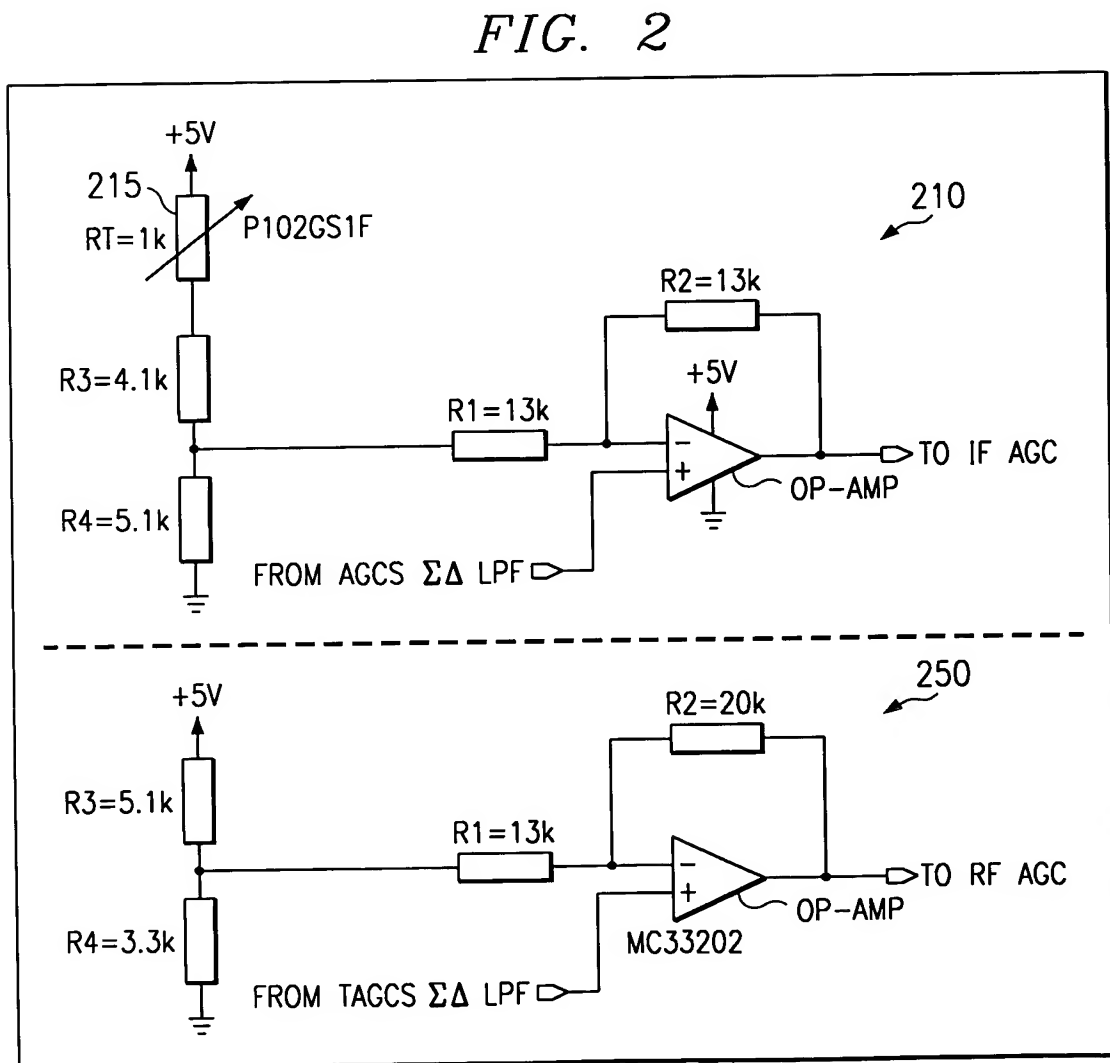 FIG. 2
+5V
215
RT=1k
P102GS1F
210
R2=13k
R3=4.1k
+5V
R1=13k
−
+
TO IF AGC
OP-AMP
R4=5.1k
FROM AGCS ΣΔ LPF
250
+5V
R2=20k
R3=5.1k
R1=13k
−
+
TO RF AGC
OP-AMP
MC33202
R4=3.3k
FROM TAGCS ΣΔ LPF